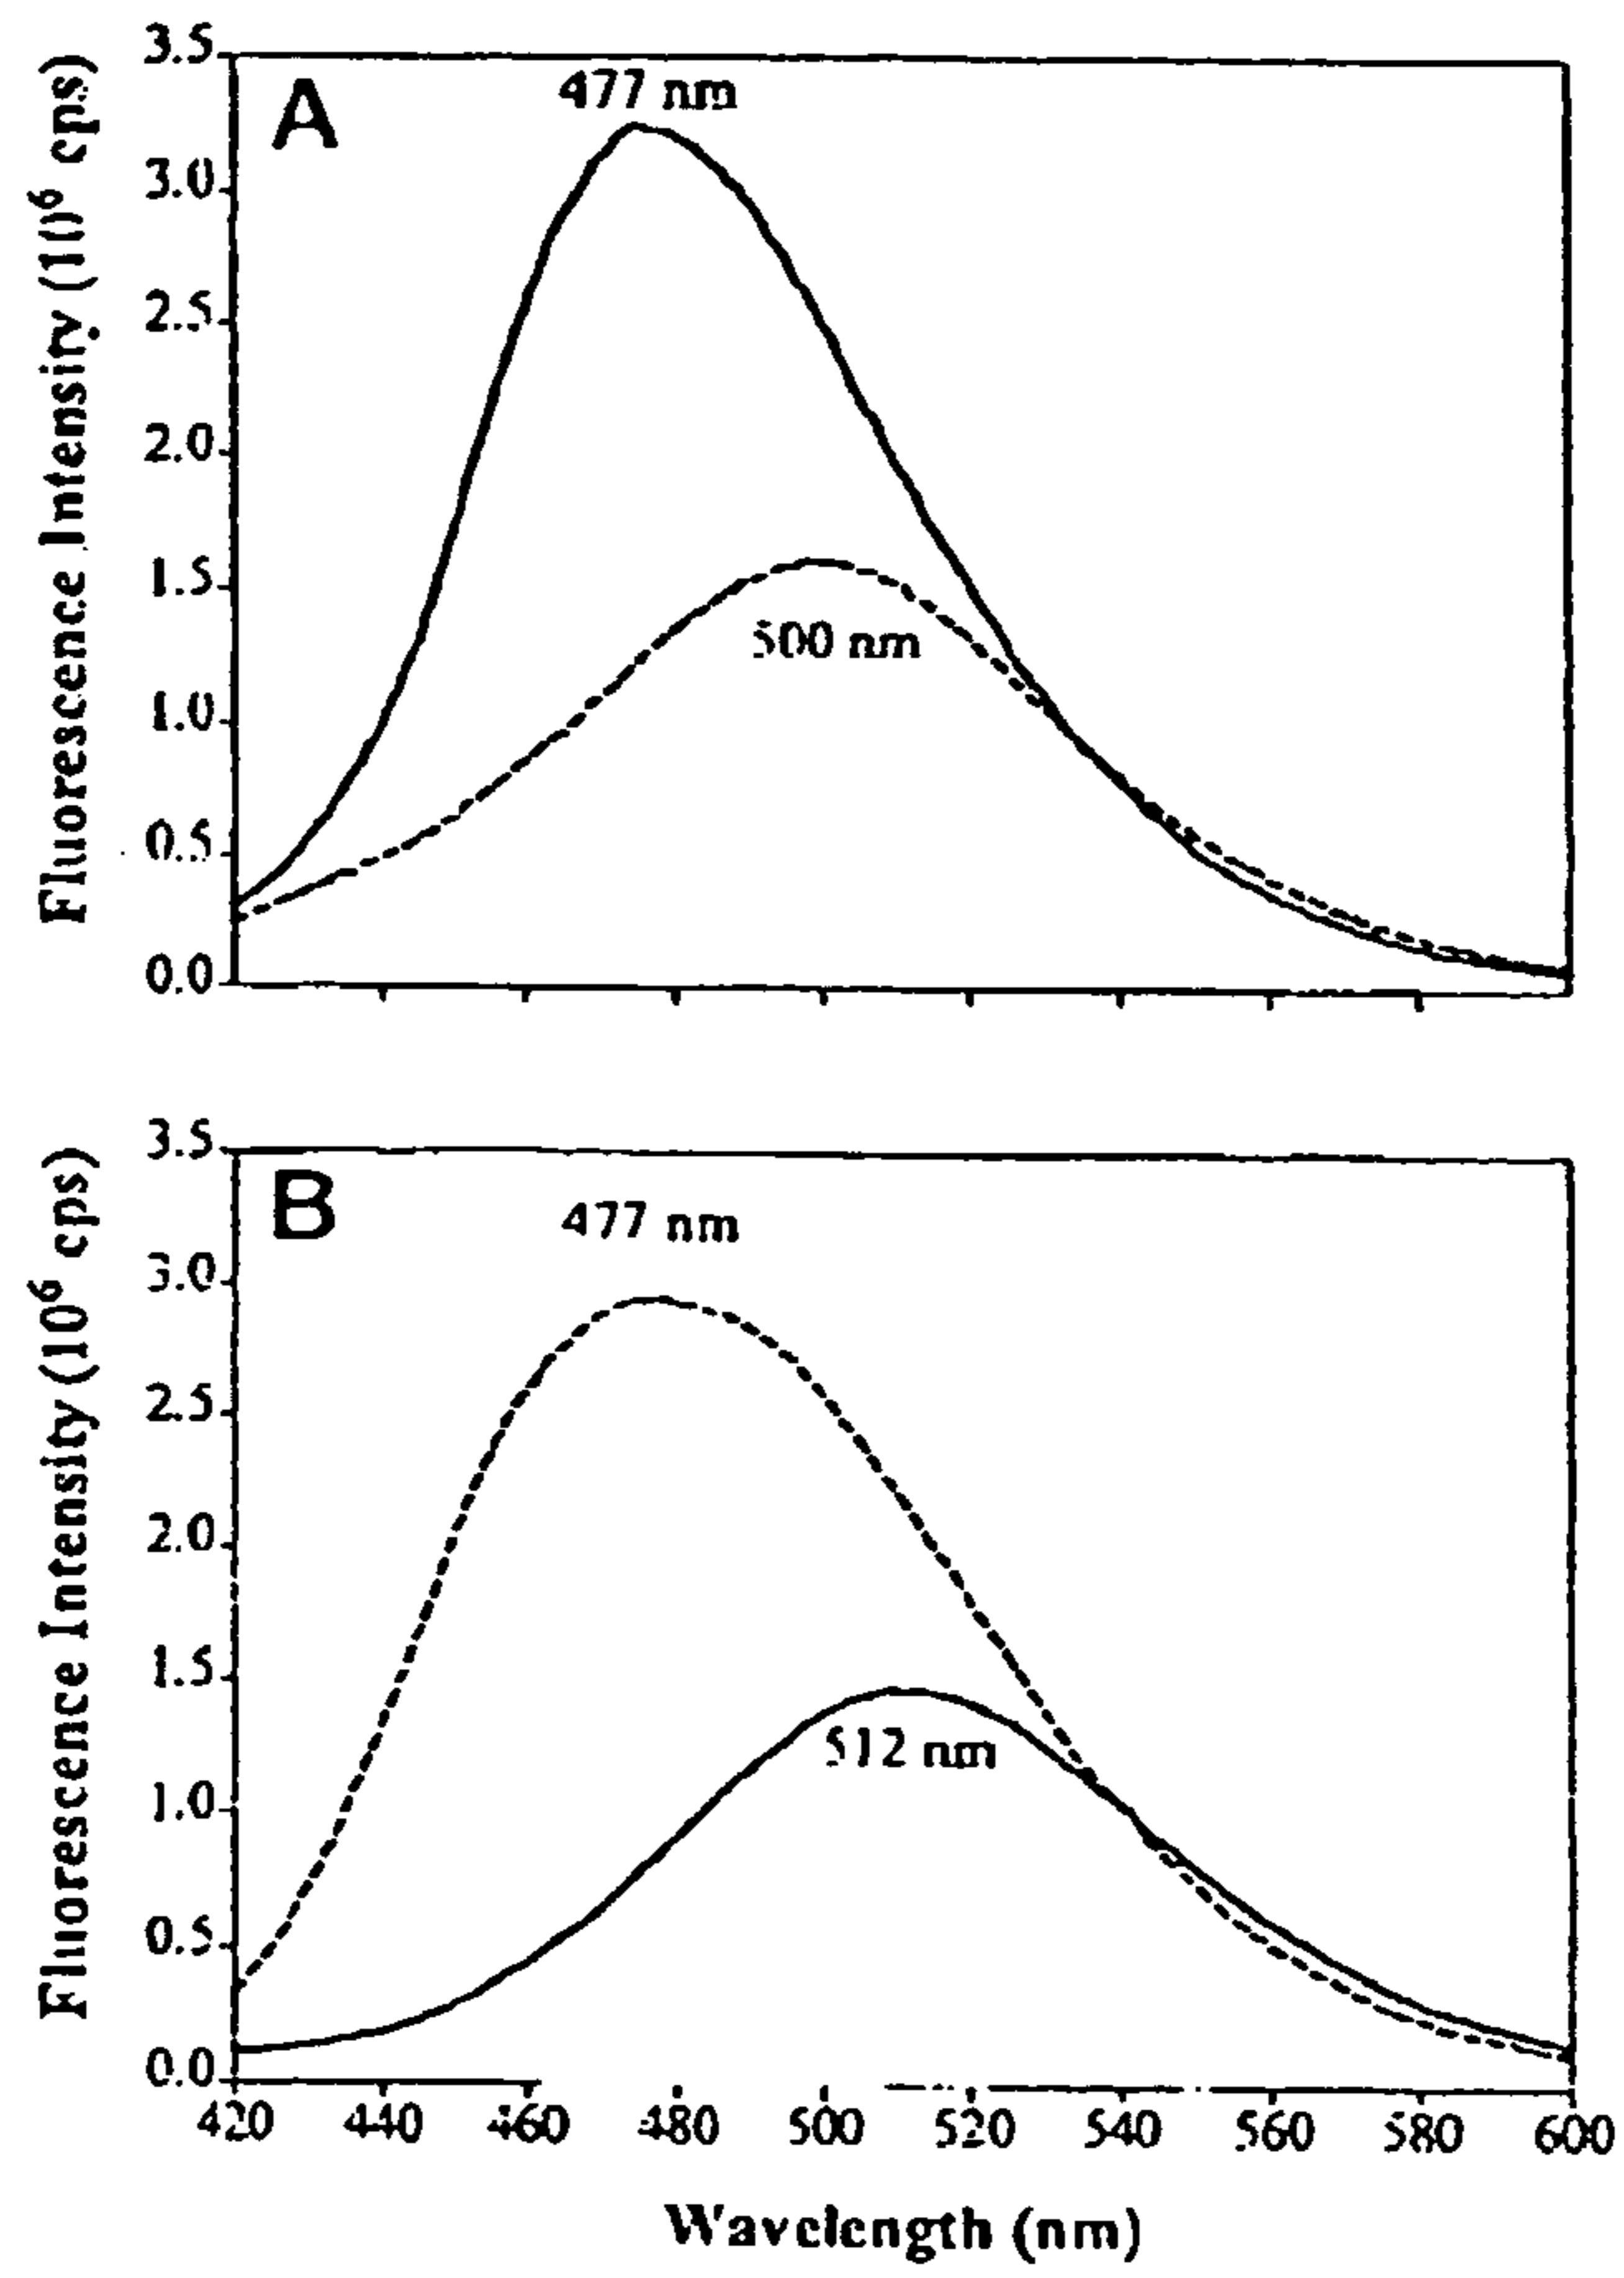 Fluorescence Intensity (10⁶ cps)
3.5
3.0
2.5
2.0
1.5
1.0
0.5
0.0
A
477 nm
500 nm
Fluorescence Intensity (10⁶ cps)
3.5
3.0
2.5
2.0
1.5
1.0
0.5
0.0
B
477 nm
512 nm
420 440 460 480 500 520 540 560 580 600
Wavelength (nm)